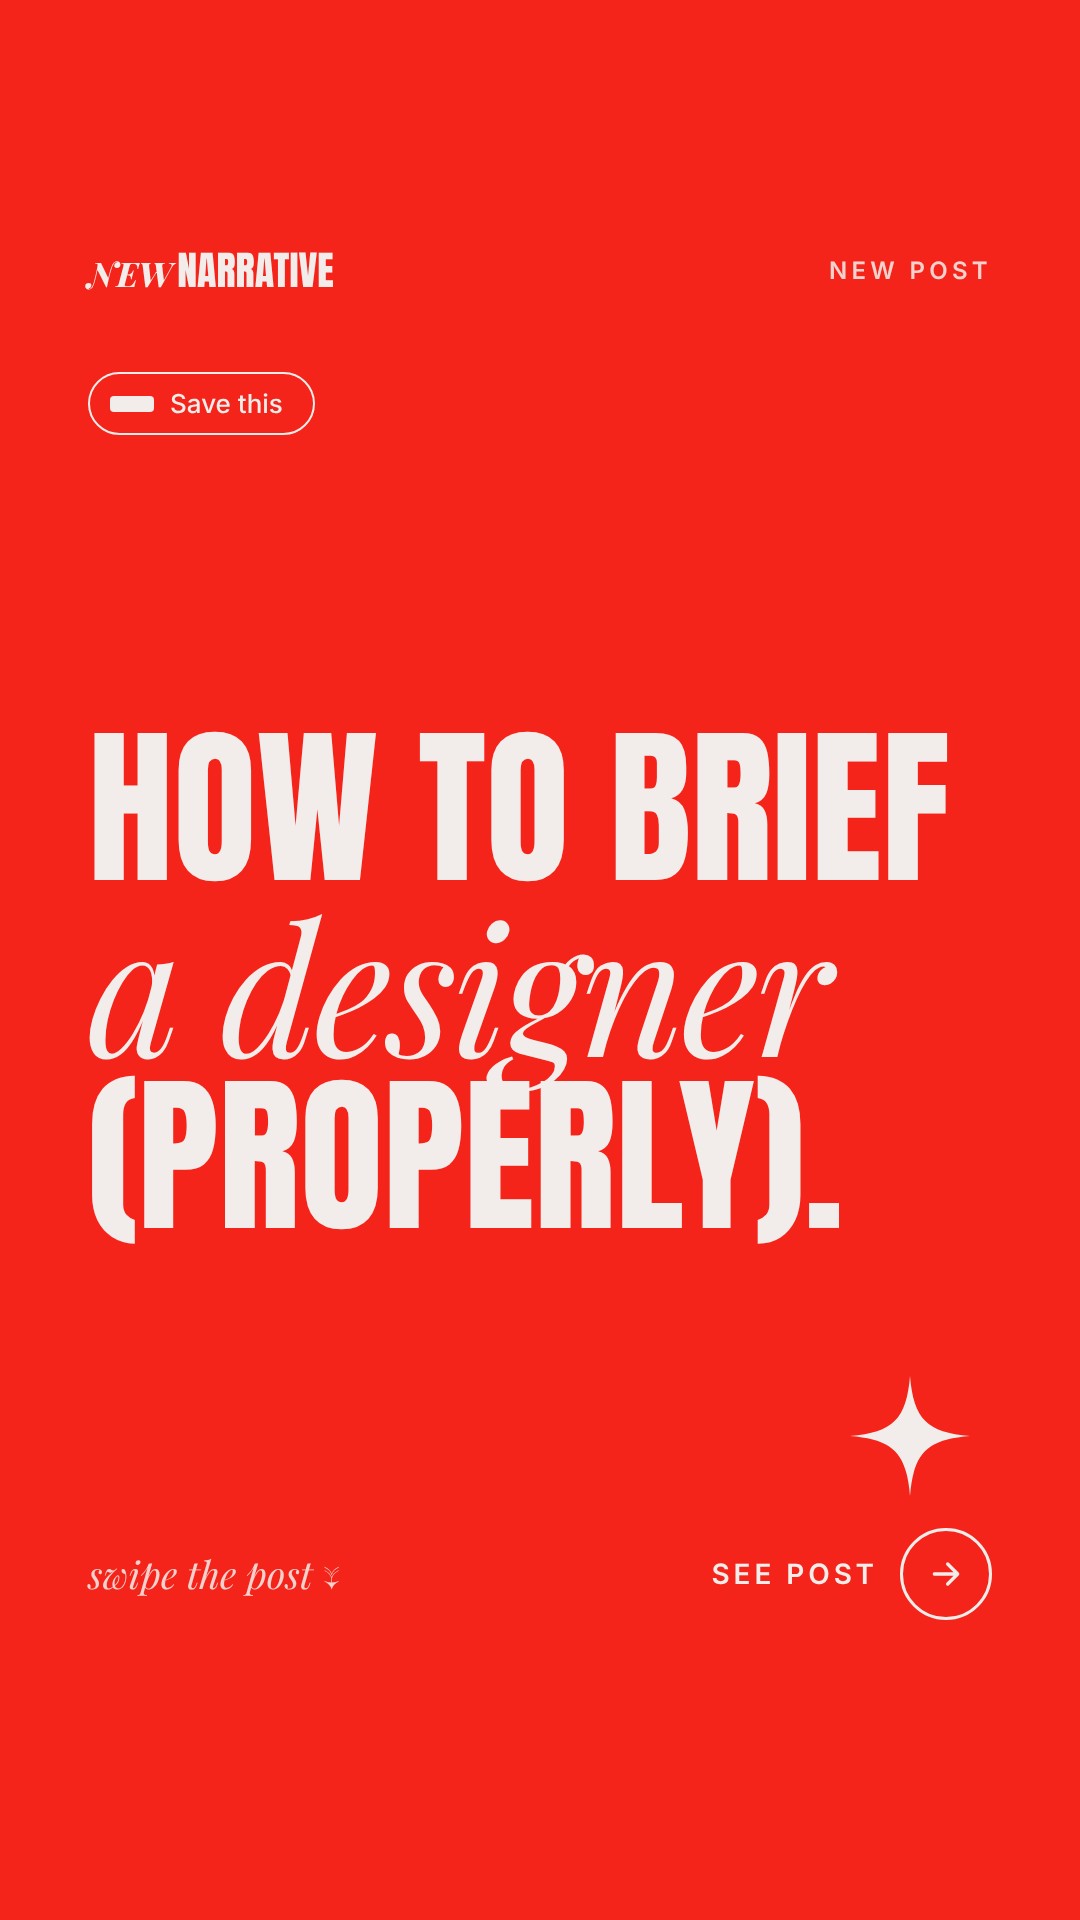 NEW NARRATIVE
NEW POST
Save this
HOW TO BRIEF
a designer
(PROPERLY).
swipe the post
SEE POST